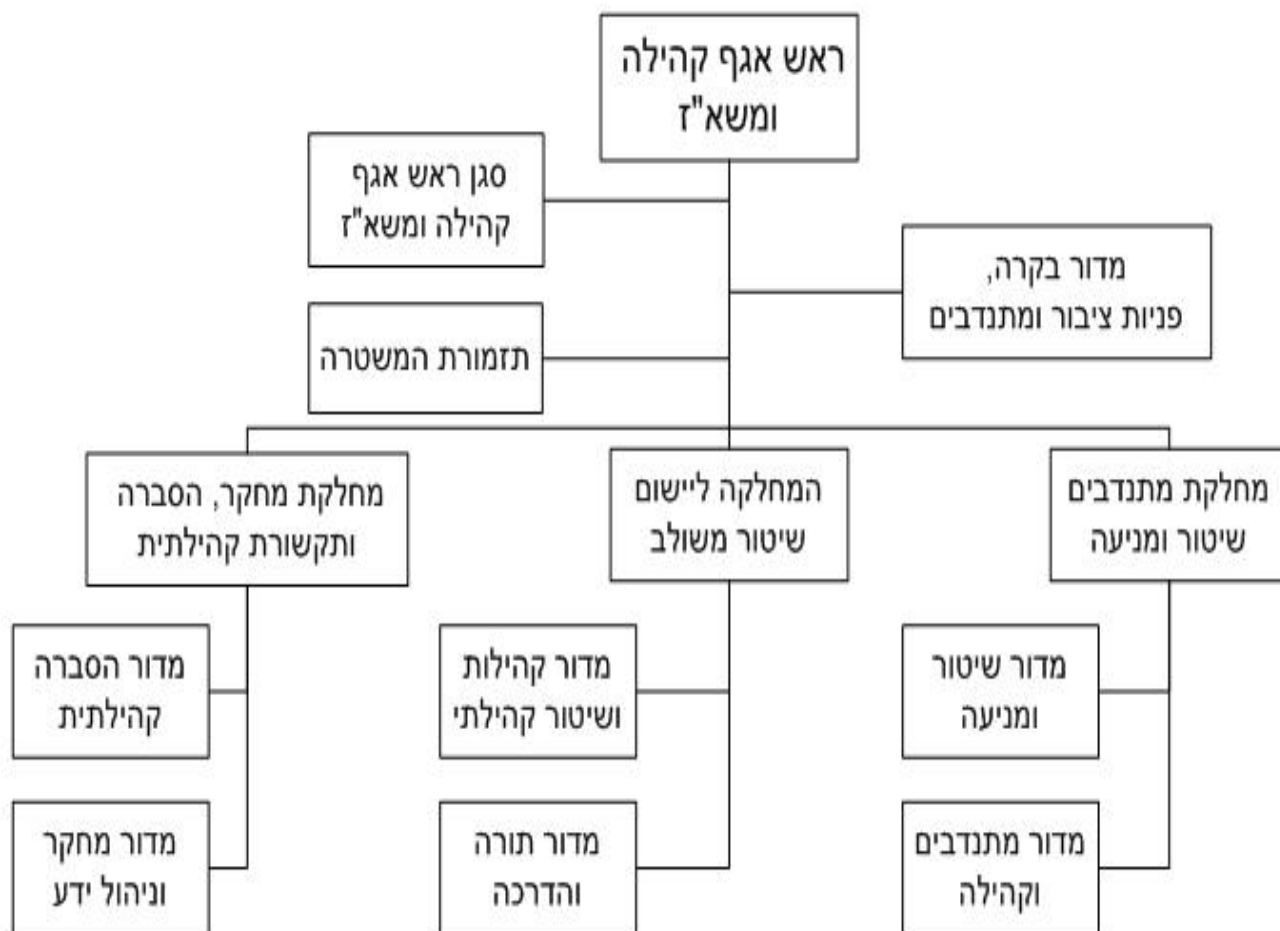 ראש אגף קהילה
ומשא"ז
סגן ראש אגף
קהילה ומשא"ז
מדור בקרה,
פניות ציבור ומתנדבים
תזמורת המשטרה
מחלקת מתנדבים
שיטור ומניעה
המחלקה ליישום
שיטור משולב
מחלקת מחקר, הסברה
ותקשורת קהילתית
מדור שיטור
ומניעה
מדור קהילות
ושיטור קהילתי
מדור הסברה
קהילתית
מדור מתנדבים
וקהילה
מדור תורה
והדרכה
מדור מחקר
וניהול ידע